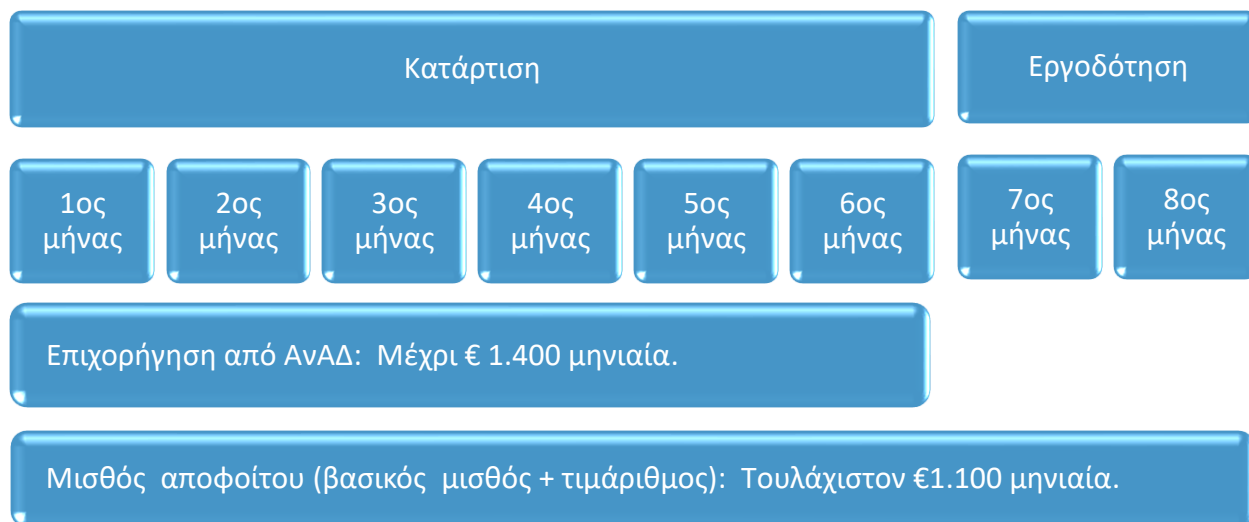 Κατάρτιση
Εργοδότηση
1ος
μήνας
2ος
μήνας
3ος
μήνας
4ος
μήνας
5ος
μήνας
6ος
μήνας
7ος
μήνας
8ος
μήνας
Επιχορήγηση από ΑνΑΔ: Μέχρι € 1.400 μηνιαία.
Μισθός αποφοίτου (βασικός μισθός + τιμάριθμος): Τουλάχιστον €1.100 μηνιαία.